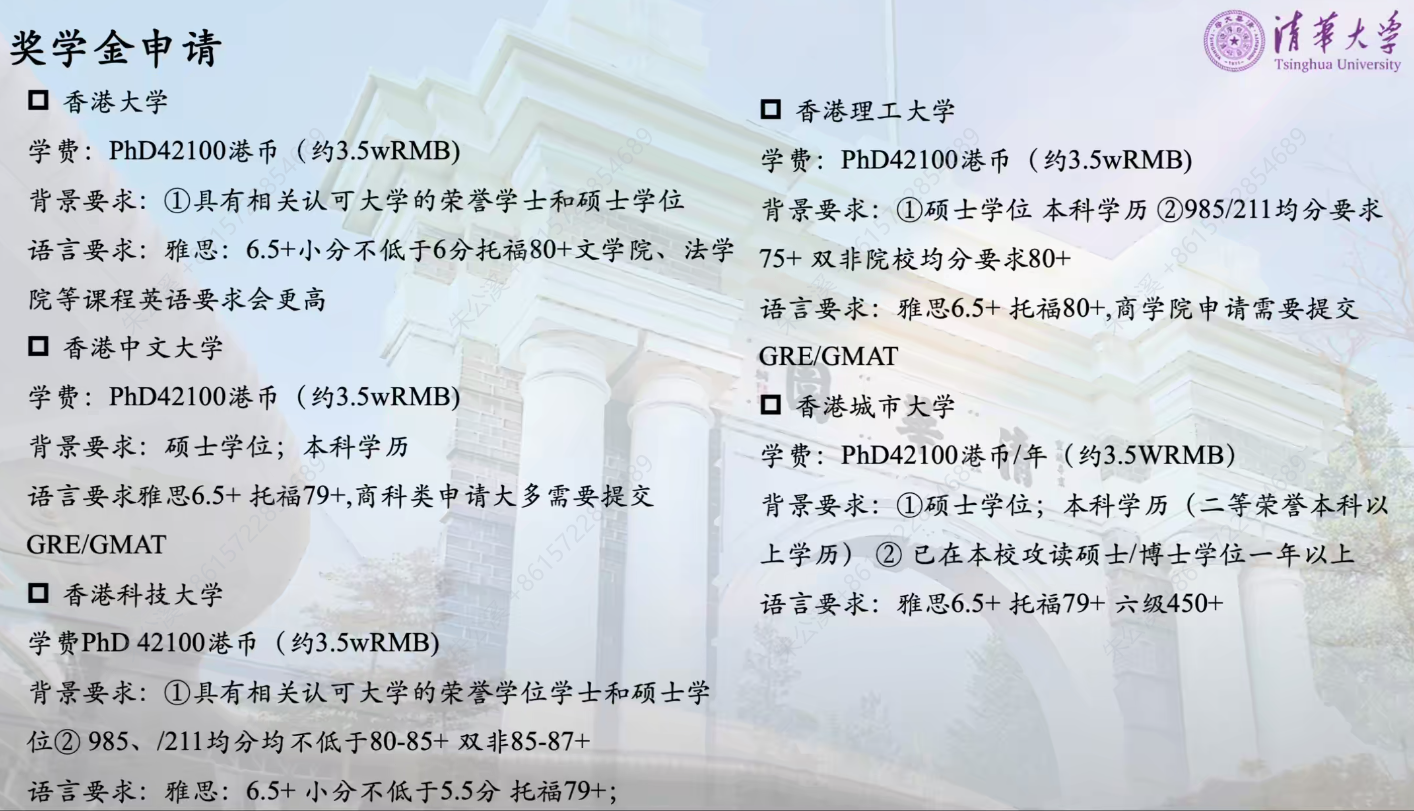 奖学金申请
清華大学
Tsinghua University
香港大学
学费：PhD42100港币（约3.5wRMB)
背景要求：①具有相关认可大学的荣誉学士和硕士学位
语言要求：雅思：6.5+小分不低于6分托福80+文学院、法学
院等课程英语要求会更高
香港中文大学
学费：PhD42100港币（约3.5wRMB)
背景要求：硕士学位；本科学历
语言要求雅思6.5+ 托福79+,商科类申请大多需要提交
GRE/GMAT
香港科技大学
学费PhD 42100港币（约3.5wRMB)
背景要求：①具有相关认可大学的荣誉学位学士和硕士学
位② 985、/211均分均不低于80-85+ 双非85-87+
语言要求：雅思：6.5+ 小分不低于5.5分 托福79+；
香港理工大学
学费：PhD42100港币（约3.5wRMB)
背景要求：①硕士学位 本科学历 ②985/211均分要求
75+ 双非院校均分要求80+
语言要求：雅思6.5+ 托福80+,商学院申请需要提交
GRE/GMAT
香港城市大学
学费：PhD42100港币/年（约3.5WRMB）
背景要求：①硕士学位；本科学历（二等荣誉本科以
上学历） ② 已在本校攻读硕士/博士学位一年以上
语言要求：雅思6.5+ 托福79+ 六级450+
園華清